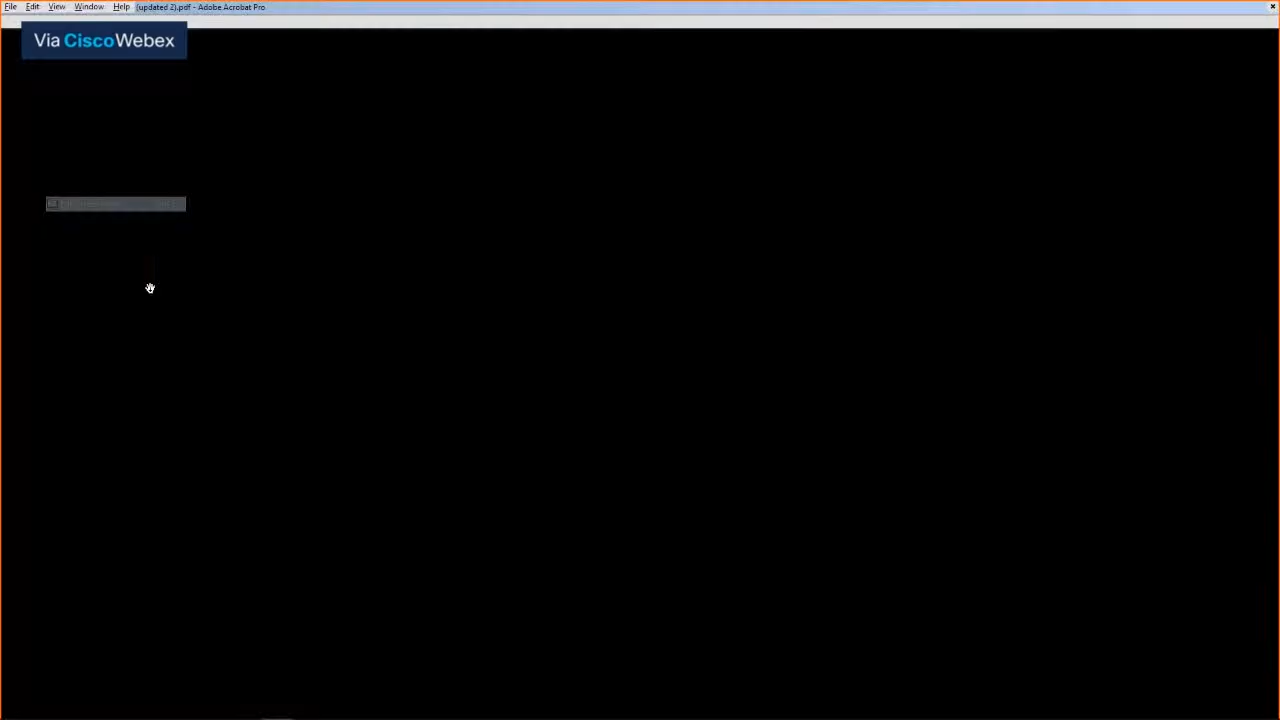 File Edit View Window Help (updated 2).pdf - Adobe Acrobat Pro
Via CiscoWebex